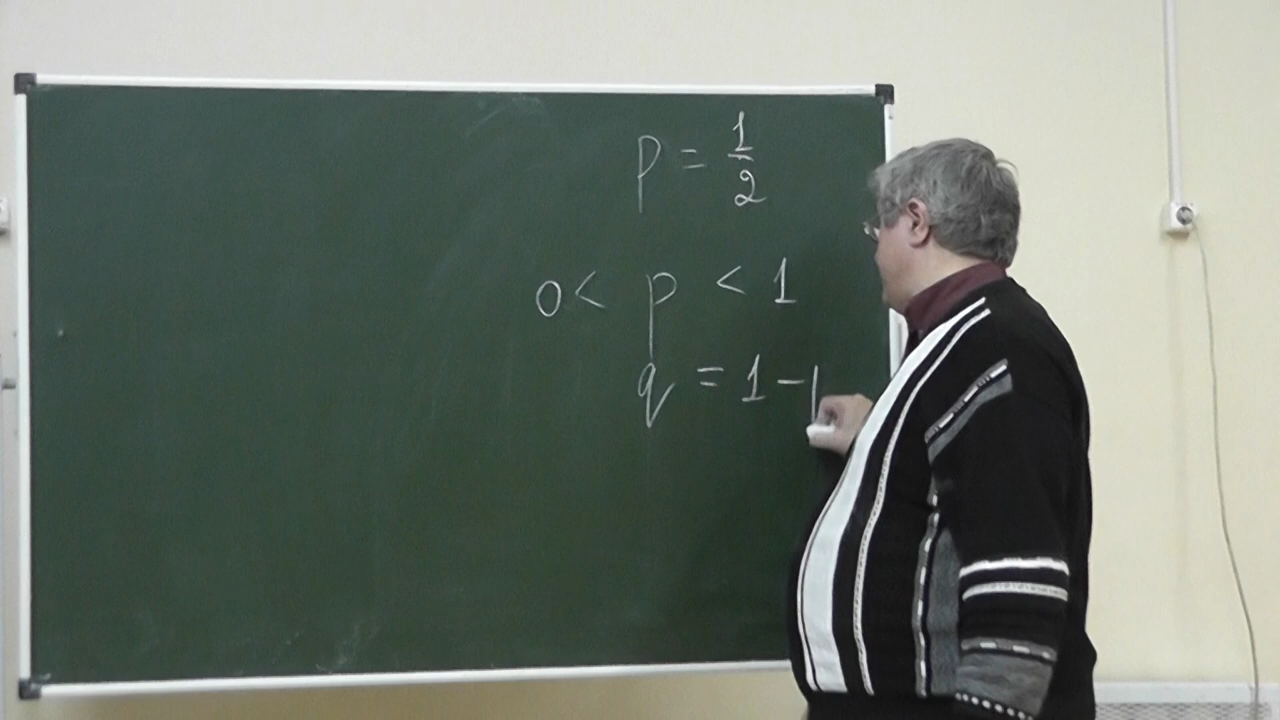 p = 1/2
0 < p < 1
q = 1 -